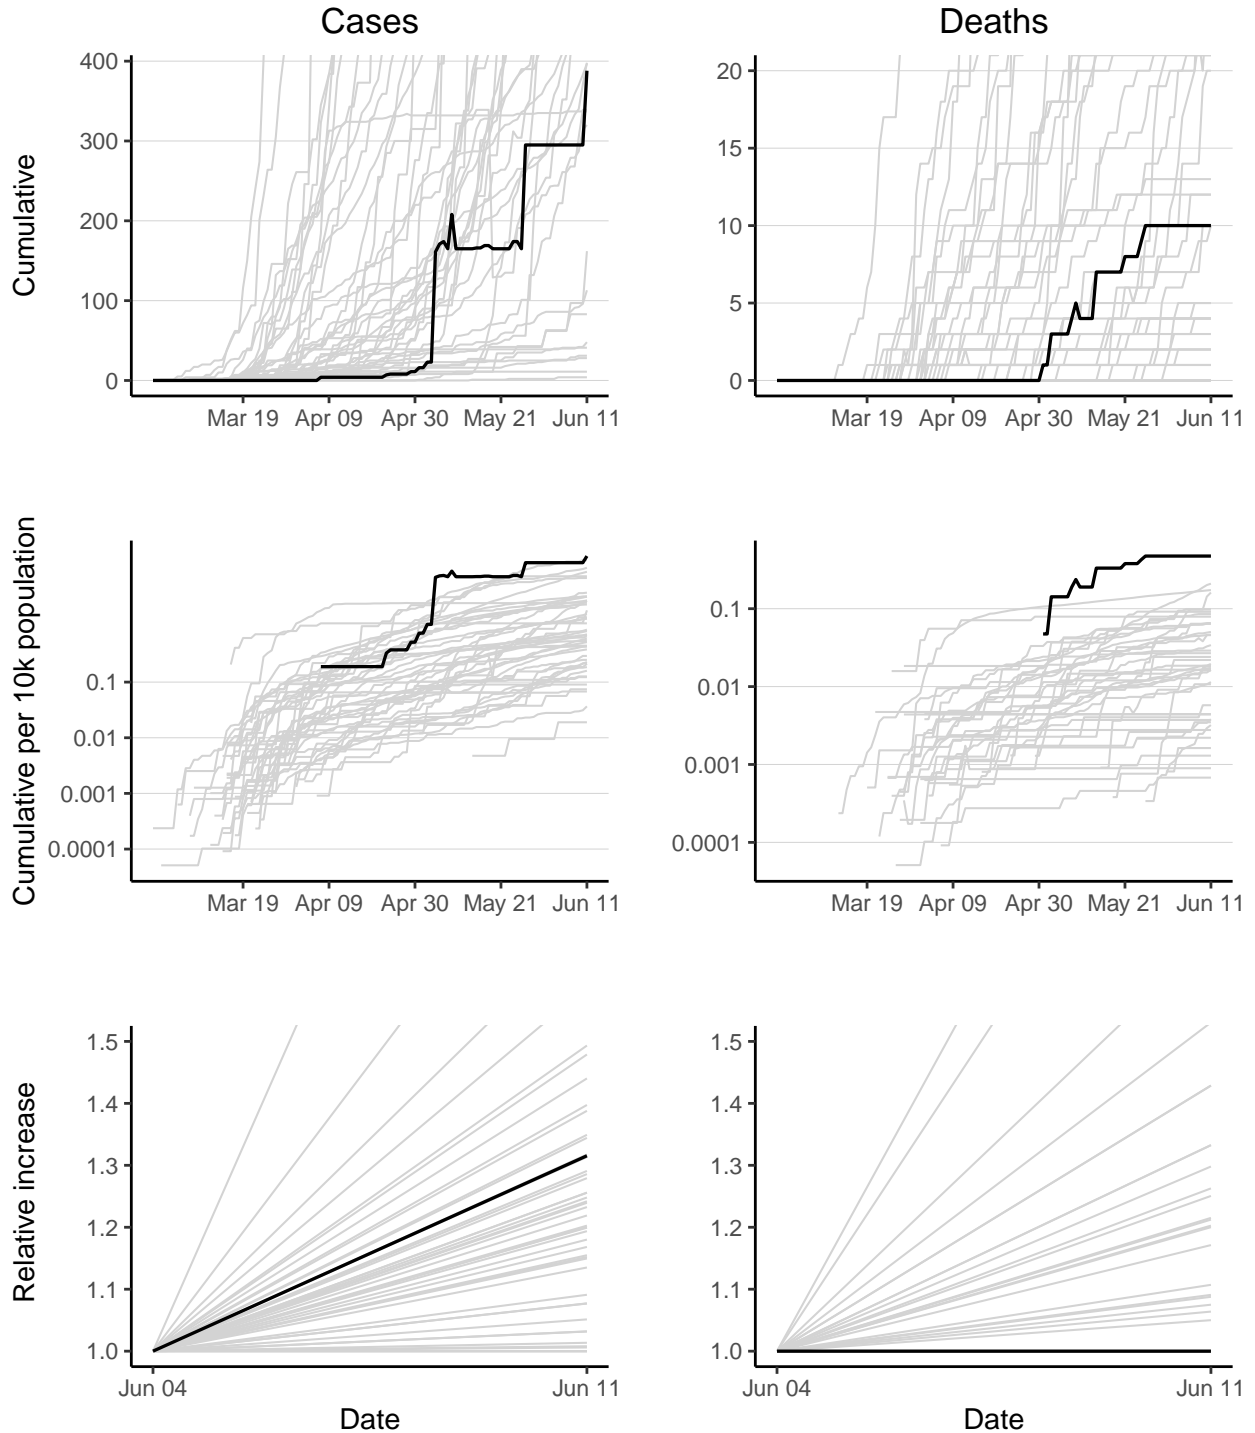 Cases
Deaths
Cumulative
400
300
200
100
0
Mar 19 Apr 09 Apr 30 May 21 Jun 11
20
15
10
5
0
Mar 19 Apr 09 Apr 30 May 21 Jun 11
Cumulative per 10k population
0.1
0.01
0.001
0.0001
Mar 19 Apr 09 Apr 30 May 21 Jun 11
0.1
0.01
0.001
0.0001
Mar 19 Apr 09 Apr 30 May 21 Jun 11
Relative increase
1.5
1.4
1.3
1.2
1.1
1.0
Jun 04 Jun 11
Date
1.5
1.4
1.3
1.2
1.1
1.0
Jun 04 Jun 11
Date